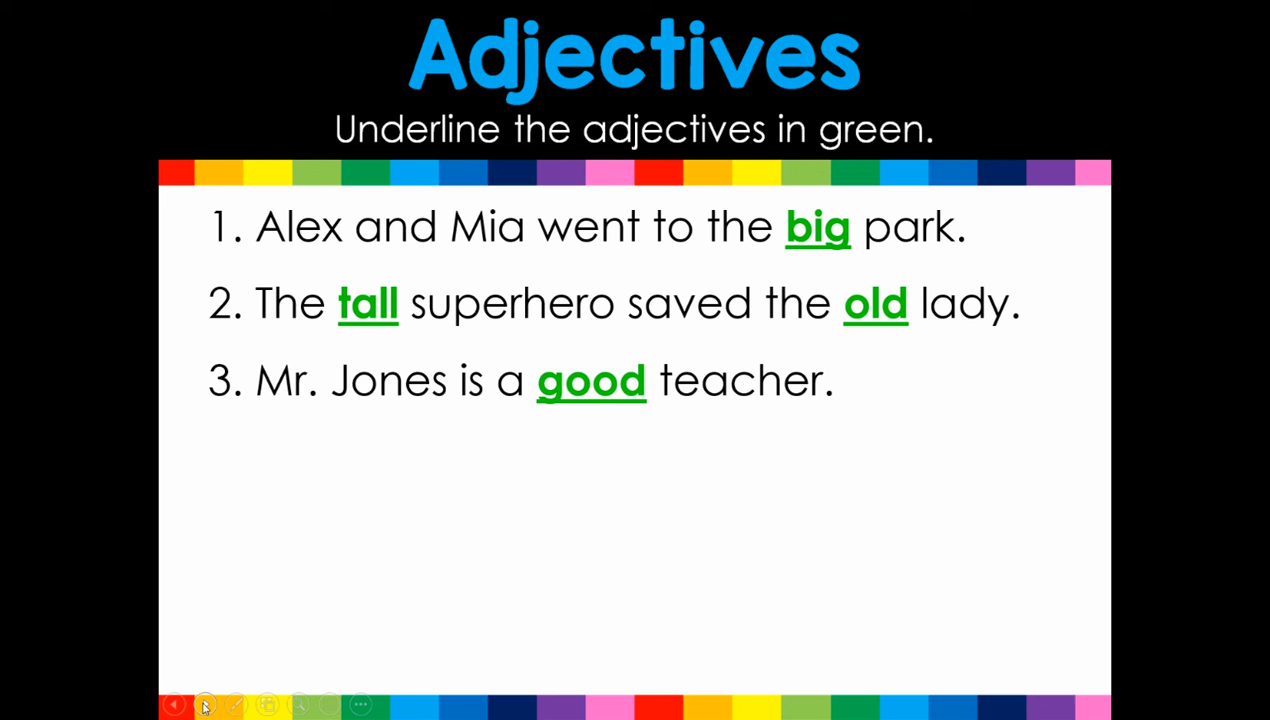 Adjectives
Underline the adjectives in green.
1. Alex and Mia went to the big park.
2. The tall superhero saved the old lady.
3. Mr. Jones is a good teacher.